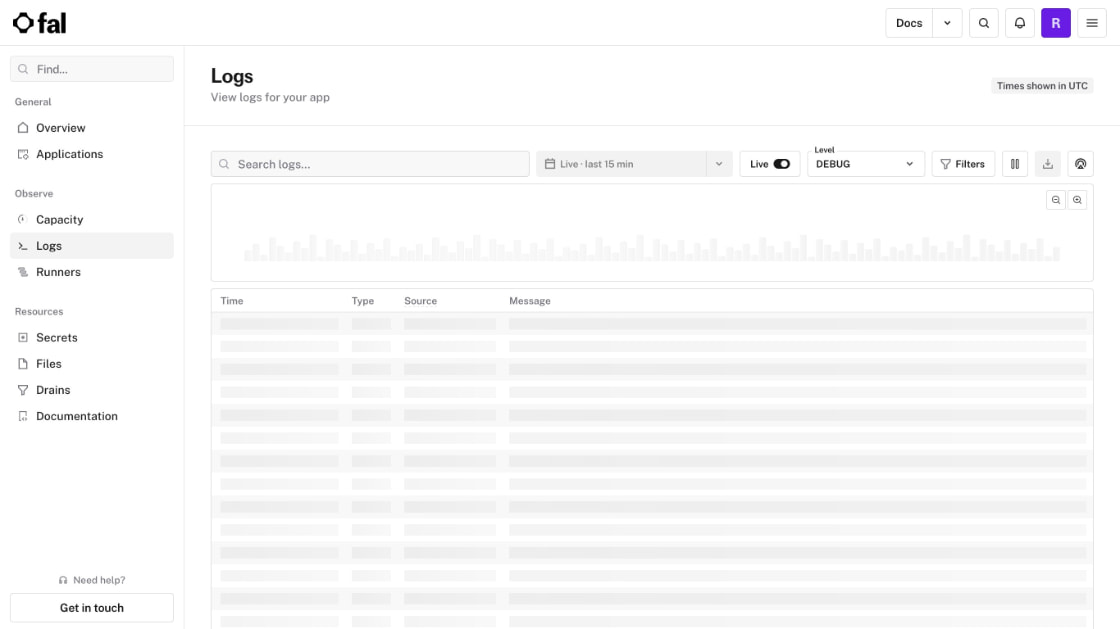 fal
Docs
R
Find...
General
Overview
Applications
Observe
Capacity
Logs
Runners
Resources
Secrets
Files
Drains
Documentation
Need help?
Get in touch
Logs
View logs for your app
Times shown in UTC
Search logs...
Live · last 15 min
Live
Level
DEBUG
Filters
Time Type Source Message